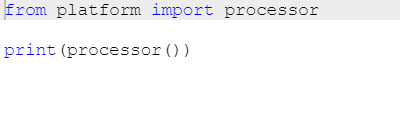 from platform import processor
print(processor())